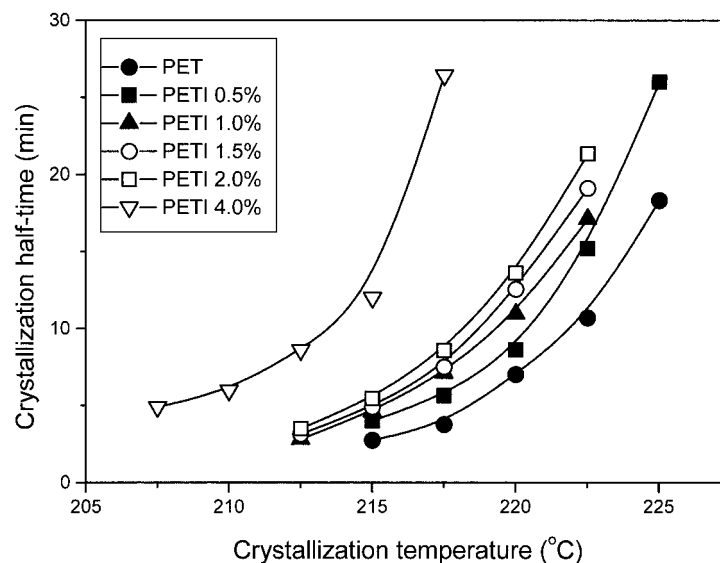 30
20
10
0
Crystallization half-time (min)
PET
PETI 0.5%
PETI 1.0%
PETI 1.5%
PETI 2.0%
PETI 4.0%
205 210 215 220 225
Crystallization temperature (°C)